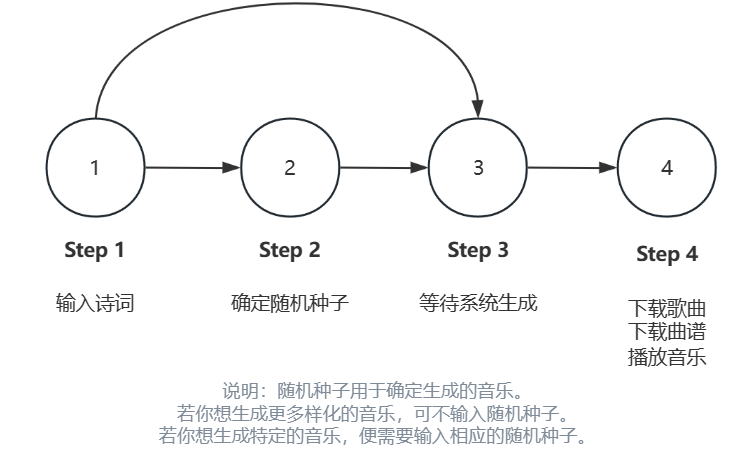 1
2
3
4
Step 1
Step 2
Step 3
Step 4
输入诗词
确定随机种子
等待系统生成
下载歌曲
下载曲谱
播放音乐
说明：随机种子用于确定生成的音乐。
若你想生成更多样化的音乐，可不输入随机种子。
若你想生成特定的音乐，便需要输入相应的随机种子。